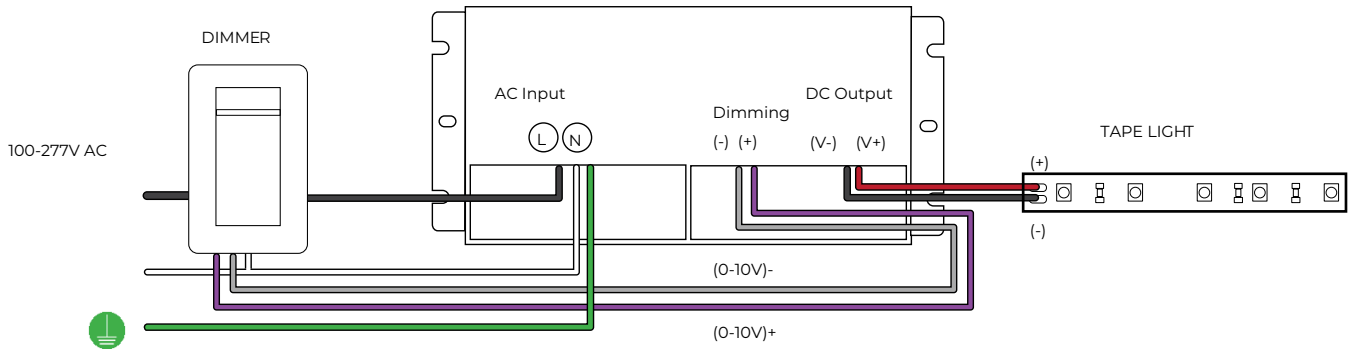 DIMMER
100-277V AC
AC Input
L N
Dimming
(-) (+)
DC Output
(V-) (V+)
TAPE LIGHT
(+)
(-)
(0-10V)-
(0-10V)+